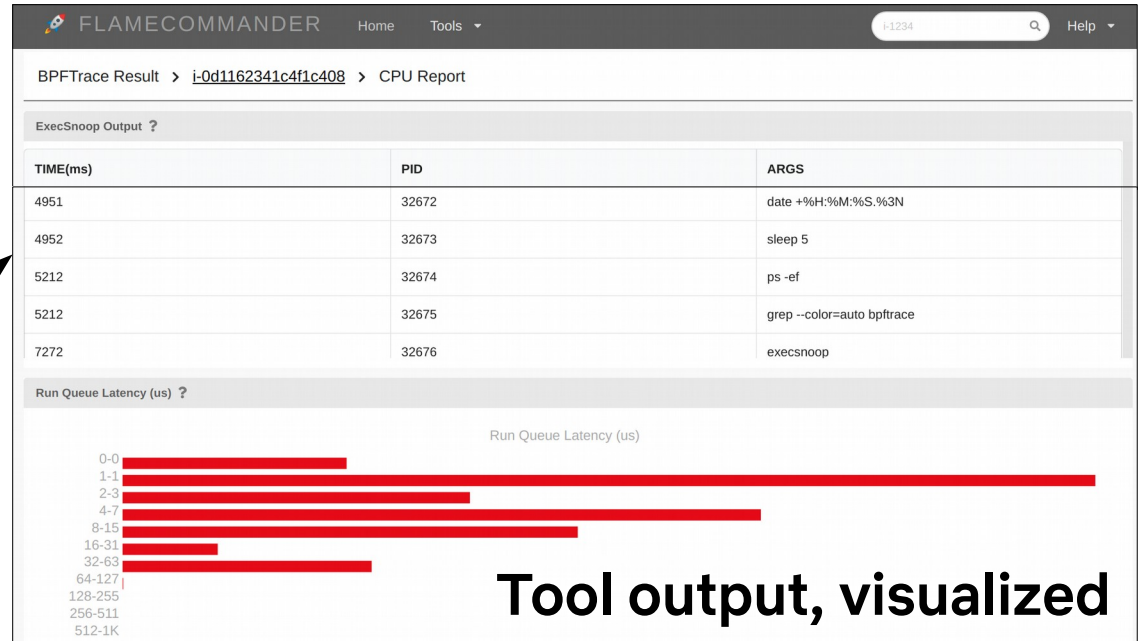 FLAMECOMMANDER Home Tools i-1234 Help
BPFTrace Result > i-0d1162341c4f1c408 > CPU Report
ExecSnoop Output ?
TIME(ms) PID ARGS
4951 32672 date +%H:%M:%S.%3N
4952 32673 sleep 5
5212 32674 ps -ef
5212 32675 grep --color=auto bpftrace
7272 32676 execsnoop
Run Queue Latency (us) ?
Run Queue Latency (us)
0-0
1-1
2-3
4-7
8-15
16-31
32-63
64-127
128-255
256-511
512-1K
Tool output, visualized